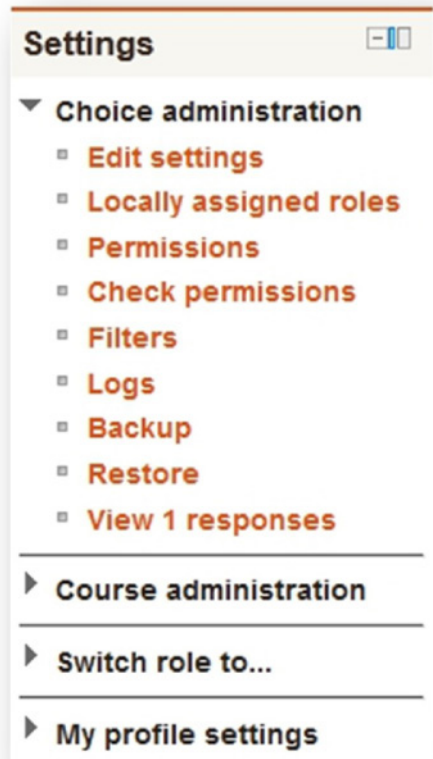 Settings
Choice administration
Edit settings
Locally assigned roles
Permissions
Check permissions
Filters
Logs
Backup
Restore
View 1 responses
Course administration
Switch role to...
My profile settings